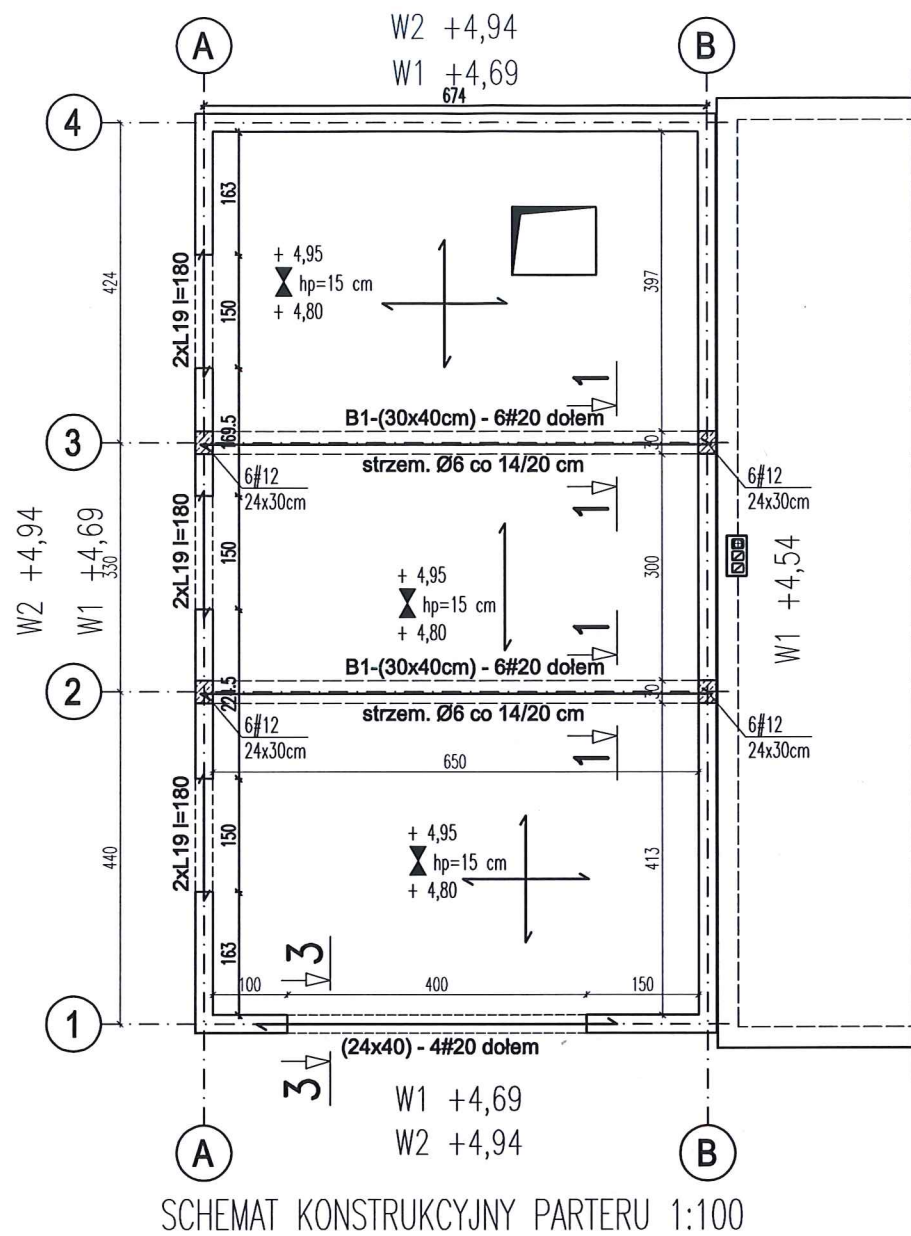 A
B
W2 +4,94
W1 +4,69
674
4
163
424
2xL19 l=180
150
+ 4,95
hp=15 cm
+ 4,80
397
1
B1-(30x40cm) - 6#20 dołem
3
169.5
30
strzem. Ø6 co 14/20 cm
6#12
24x30cm
6#12
24x30cm
1
W2 +4,94
W1 +4,69
330
2xL19 l=180
150
+ 4,95
hp=15 cm
+ 4,80
300
W1 +4,54
1
B1-(30x40cm) - 6#20 dołem
2
30
strzem. Ø6 co 14/20 cm
6#12
24x30cm
6#12
24x30cm
1
650
440
2xL19 l=180
150
+ 4,95
hp=15 cm
+ 4,80
413
163
3
100
400
150
1
(24x40) - 4#20 dołem
3
W1 +4,69
W2 +4,94
A
B
SCHEMAT KONSTRUKCYJNY PARTERU 1:100